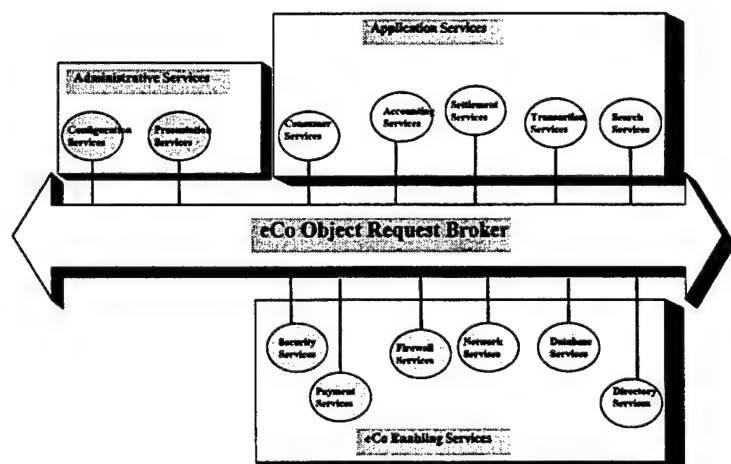 Application Services
Administrative Services
Configuration
Services
Presentation
Services
Consumer
Services
Accounting
Services
Settlement
Services
Transaction
Services
Search
Services
eCo Object Request Broker
Security
Services
Payment
Services
Firewall
Services
Network
Services
Database
Services
Directory
Services
eCo Enabling Services